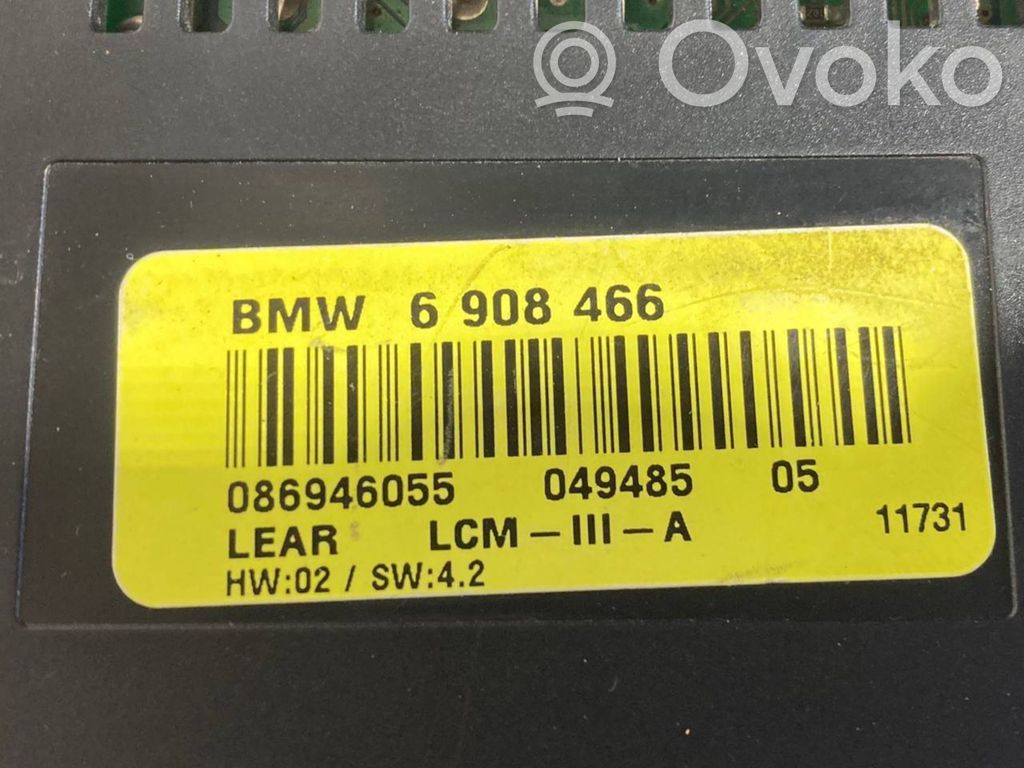 Ovoko
BMW 6 908 466
086946055 049485 05
LEAR LCM-III-A 11731
HW:02 / SW:4.2